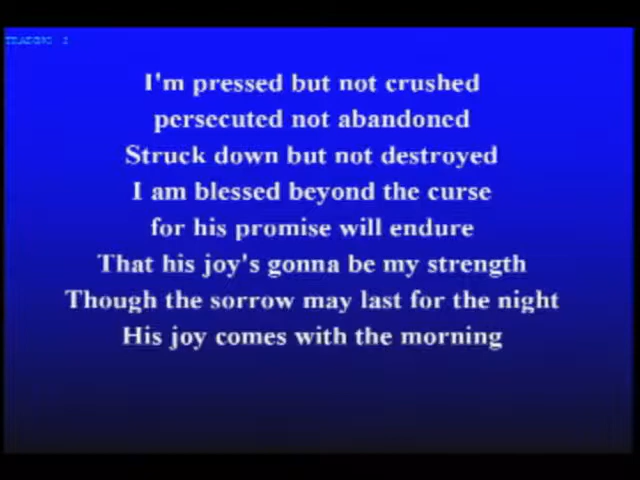 I'm pressed but not crushed
persecuted not abandoned
Struck down but not destroyed
I am blessed beyond the curse
for his promise will endure
That his joy's gonna be my strength
Though the sorrow may last for the night
His joy comes with the morning